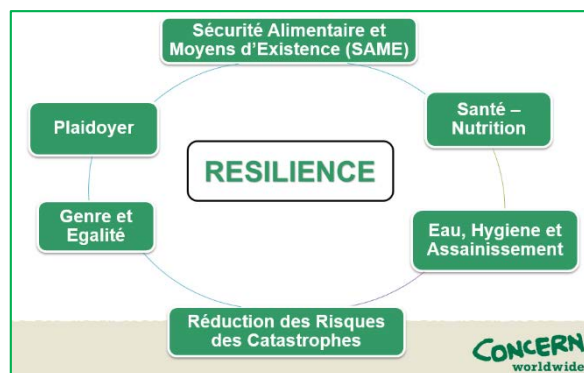 Sécurité Alimentaire et
Moyens d'Existence (SAME)
Plaidoyer
Santé –
Nutrition
RESILIENCE
Genre et
Egalité
Eau, Hygiene et
Assainissement
Réduction des Risques
des Catastrophes
CONCERN
worldwide